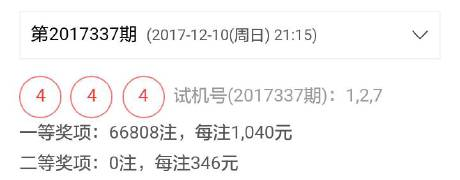 第2017337期 (2017-12-10(周日) 21:15)
4 4 4 试机号(2017337期)：1,2,7
一等奖项：66808注，每注1,040元
二等奖项：0注，每注346元